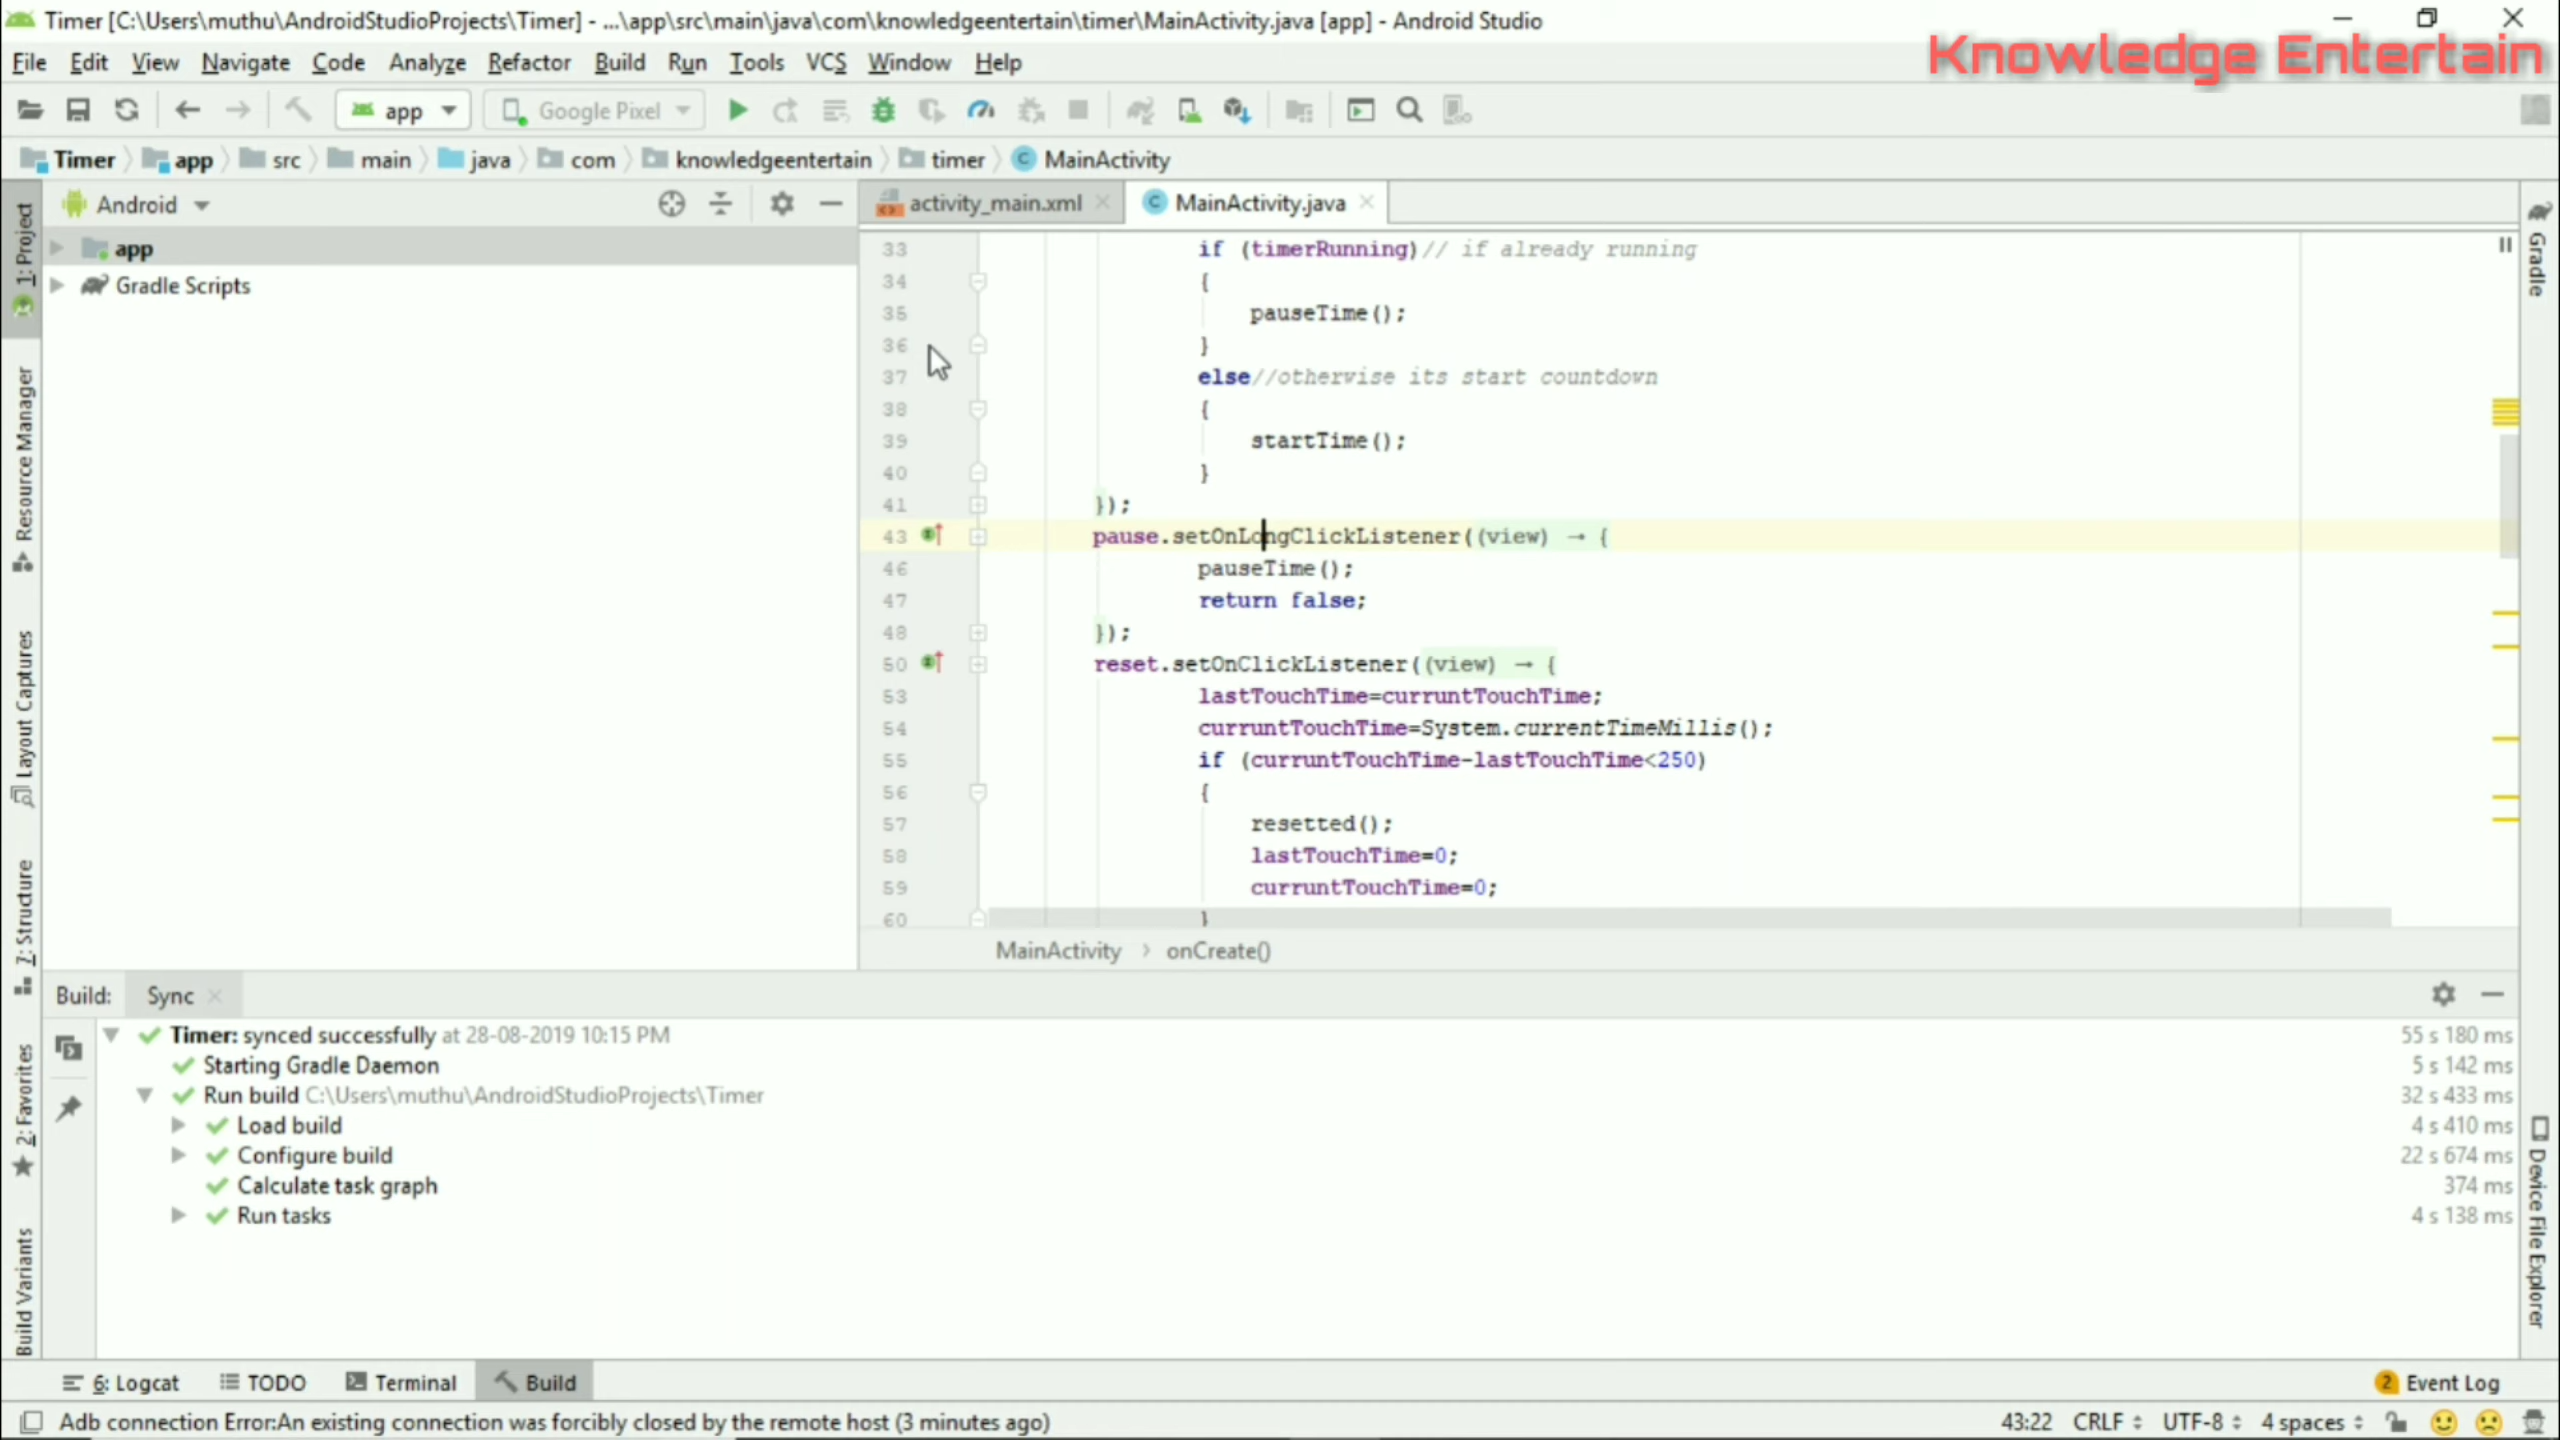 Timer [C:\Users\muthu\AndroidStudioProjects\Timer] - ...\app\src\main\java\com\knowledgeentertain\timer\MainActivity.java [app] - Android Studio
Knowledge Entertain
File Edit View Navigate Code Analyze Refactor Build Run Tools VCS Window Help
app Google Pixel
Timer app src main java com knowledgeentertain timer MainActivity
1: Project
Resource Manager
Layout Captures
7: Structure
2: Favorites
Build Variants
Android
app
Gradle Scripts
activity_main.xml MainActivity.java
33 if (timerRunning)// if already running
34 {
35 pauseTime();
36 }
37 else//otherwise its start countdown
38 {
39 startTime();
40 }
41 });
43 pause.setOnLongClickListener((view) → {
46 pauseTime();
47 return false;
48 });
50 reset.setOnClickListener((view) → {
53 lastTouchTime=curruntTouchTime;
54 curruntTouchTime=System.currentTimeMillis();
55 if (curruntTouchTime-lastTouchTime<250)
56 {
57 resetted();
58 lastTouchTime=0;
59 curruntTouchTime=0;
60 }
MainActivity > onCreate()
Gradle
Device File Explorer
Build: Sync
Timer: synced successfully at 28-08-2019 10:15 PM 55 s 180 ms
Starting Gradle Daemon 5 s 142 ms
Run build C:\Users\muthu\AndroidStudioProjects\Timer 32 s 433 ms
Load build 4 s 410 ms
Configure build 22 s 674 ms
Calculate task graph 374 ms
Run tasks 4 s 138 ms
6: Logcat TODO Terminal Build 2 Event Log
Adb connection Error:An existing connection was forcibly closed by the remote host (3 minutes ago) 43:22 CRLF UTF-8 4 spaces